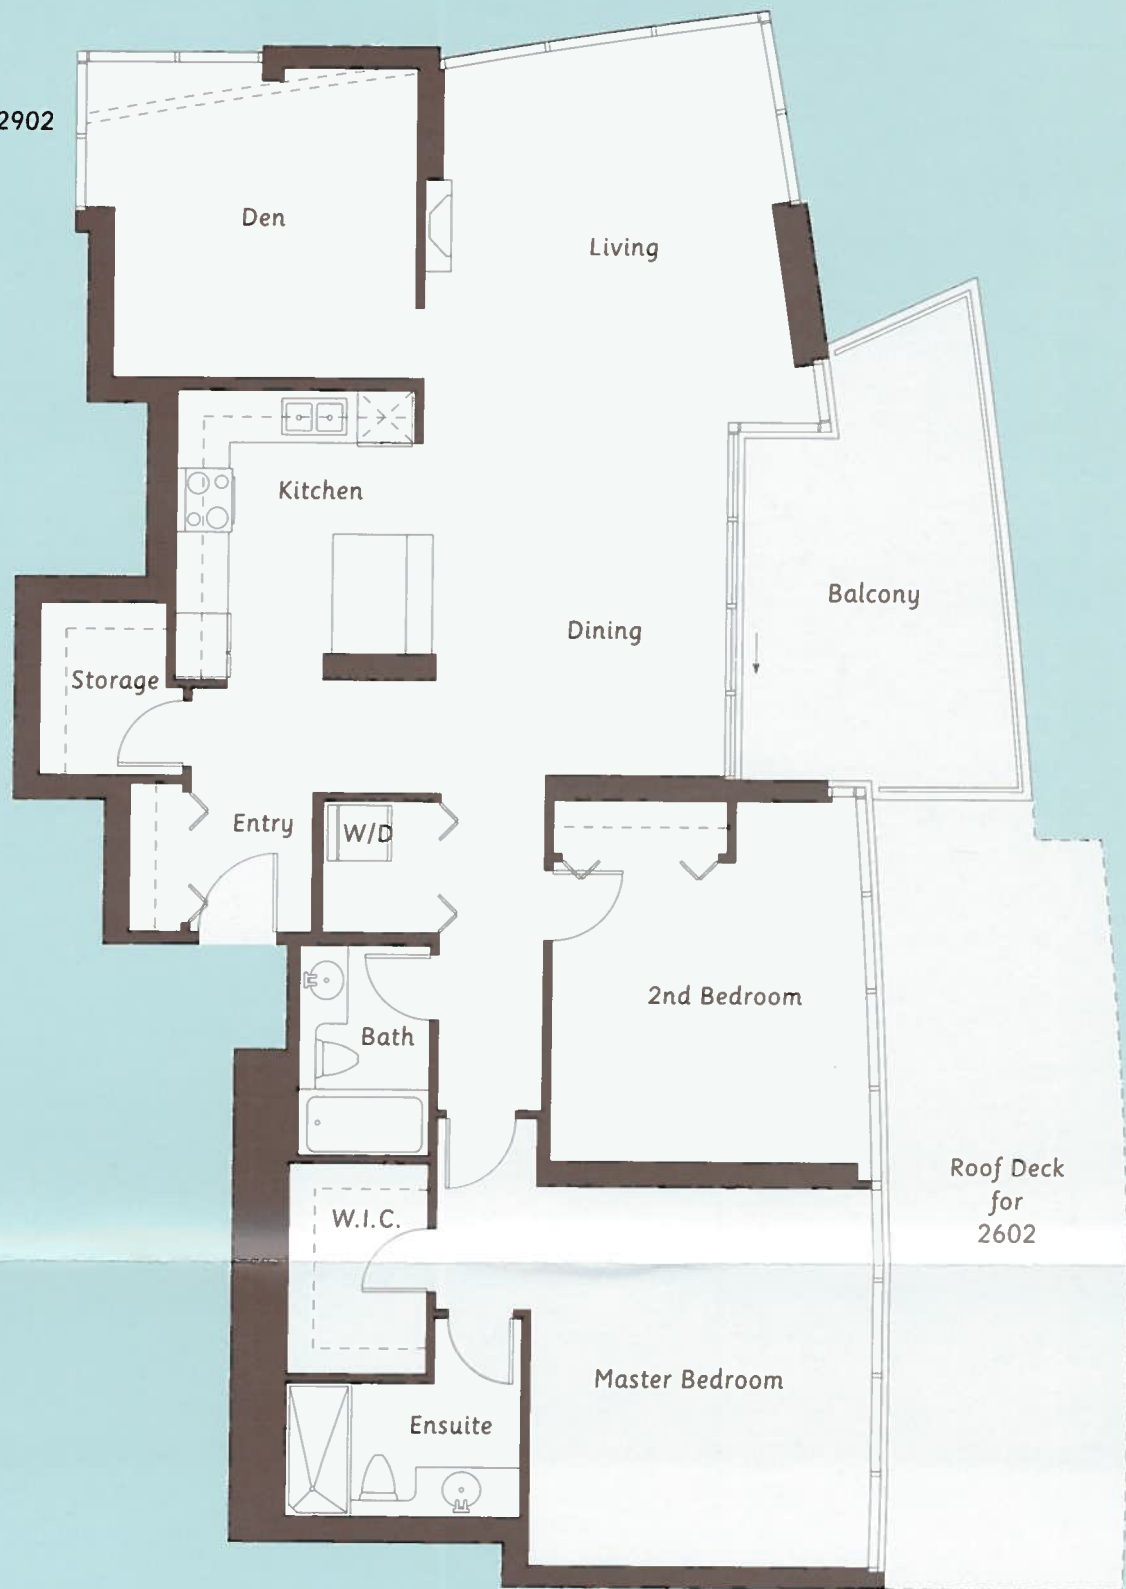 2902
Den
Living
Kitchen
Balcony
Dining
Storage
Entry
W/D
2nd Bedroom
Bath
Roof Deck
for
2602
W.I.C.
Master Bedroom
Ensuite